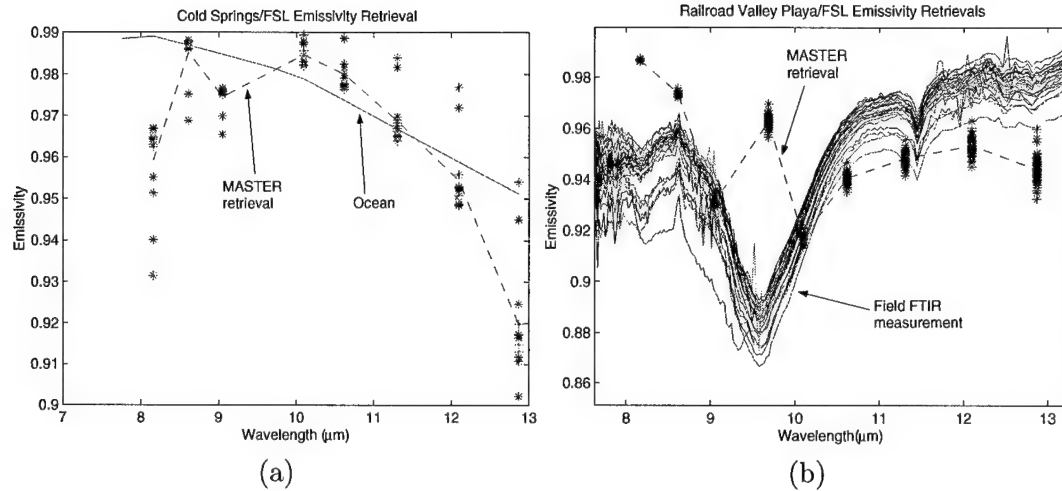 Cold Springs/FSL Emissivity Retrieval
0.99
0.98
0.97
0.96
0.95
0.94
0.93
0.92
0.91
0.9
Emissivity
MASTER
retrieval
Ocean
7
8
9
10
11
12
13
Wavelength (μm)
(a)
Railroad Valley Playa/FSL Emissivity Retrievals
0.98
0.96
0.94
0.92
0.9
0.88
0.86
Emissivity
MASTER
retrieval
Field FTIR
measurement
8
9
10
11
12
13
Wavelength(μm)
(b)